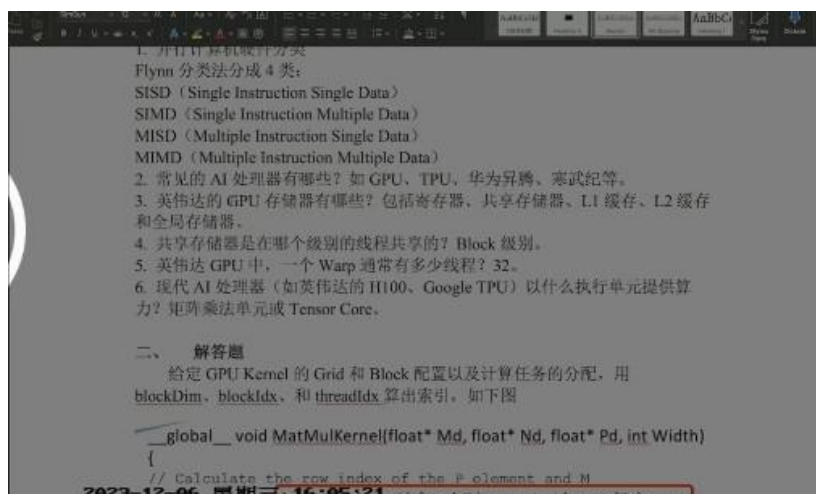 1. 并行计算机硬件分类
Flynn 分类法分成 4 类：
SISD（Single Instruction Single Data）
SIMD（Single Instruction Multiple Data）
MISD（Multiple Instruction Single Data）
MIMD（Multiple Instruction Multiple Data）
2. 常见的 AI 处理器有哪些？如 GPU、TPU、华为昇腾、寒武纪等。
3. 英伟达的 GPU 存储器有哪些？包括寄存器、共享存储器、L1 缓存、L2 缓存
和全局存储器。
4. 共享存储器是在哪个级别的线程共享的？Block 级别。
5. 英伟达 GPU 中，一个 Warp 通常有多少线程？32。
6. 现代 AI 处理器（如英伟达的 H100、Google TPU）以什么执行单元提供算
力？矩阵乘法单元或 Tensor Core。
二、 解答题
给定 GPU Kernel 的 Grid 和 Block 配置以及计算任务的分配，用
blockDim、blockIdx、和 threadIdx 算出索引。如下图
__global__ void MatMulKernel(float* Md, float* Nd, float* Pd, int Width)
{
// Calculate the row index of the P element and M
2023-12-06 星期三 16:05:21